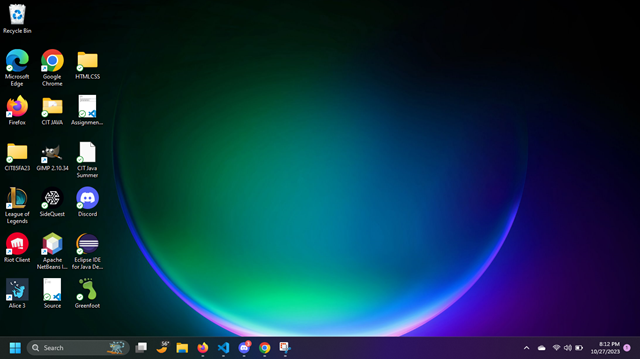 Recycle Bin
Microsoft
Edge
Google
Chrome
HTMLCSS
Firefox
CIT JAVA
Assignmen...
CIT85FA23
GIMP 2.10.34
CIT Java
Summer
League of
Legends
SideQuest
Discord
Riot Client
Apache
NetBeans I...
Eclipse IDE
for Java De...
Alice 3
Source
Greenfoot
Search
56°
8:12 PM
10/27/2023